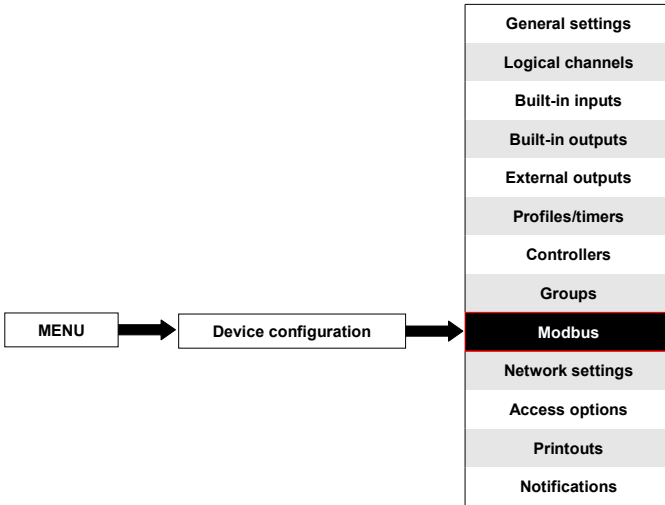 General settings
Logical channels
Built-in inputs
Built-in outputs
External outputs
Profiles/timers
Controllers
Groups
MENU
Device configuration
Modbus
Network settings
Access options
Printouts
Notifications